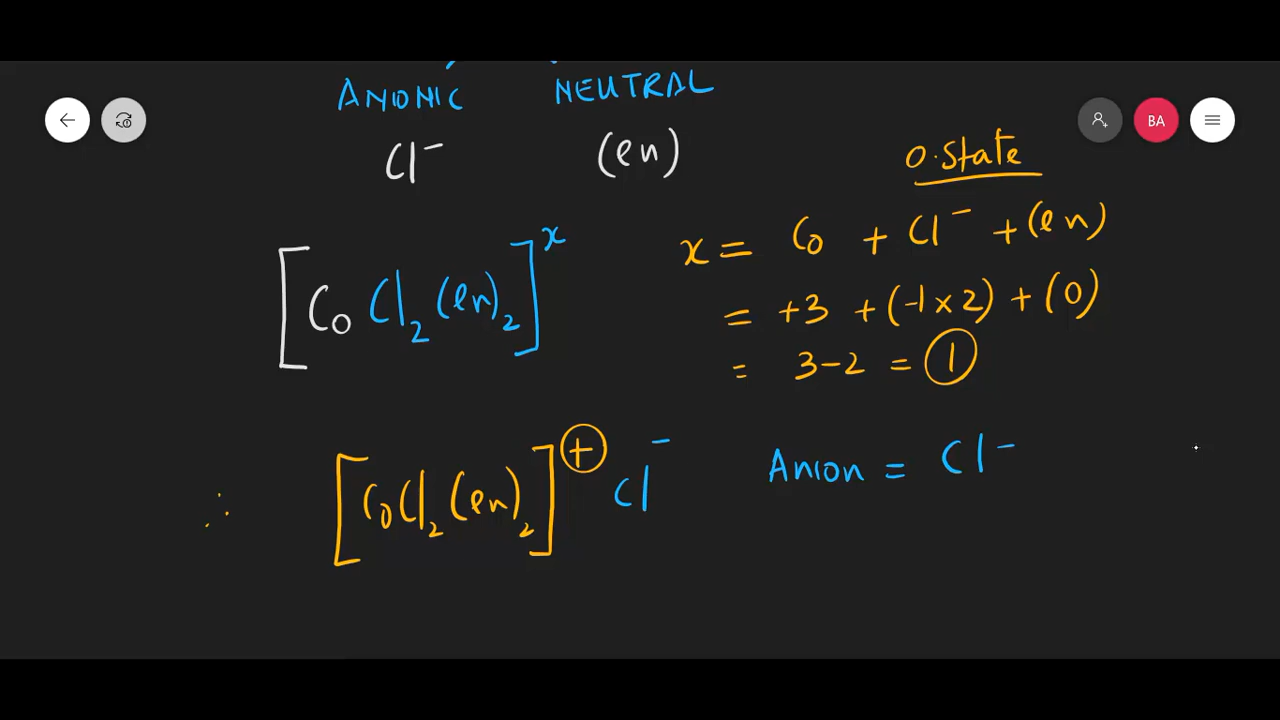 ANIONIC NEUTRAL
Cl⁻ (en)
BA
O.State
[Co Cl₂ (en)₂]ˣ
x = Co + Cl⁻ + (en)
= +3 + (-1 × 2) + (0)
= 3-2 = 1
∴ [CoCl₂(en)₂]⁺ Cl⁻
Anion = Cl⁻